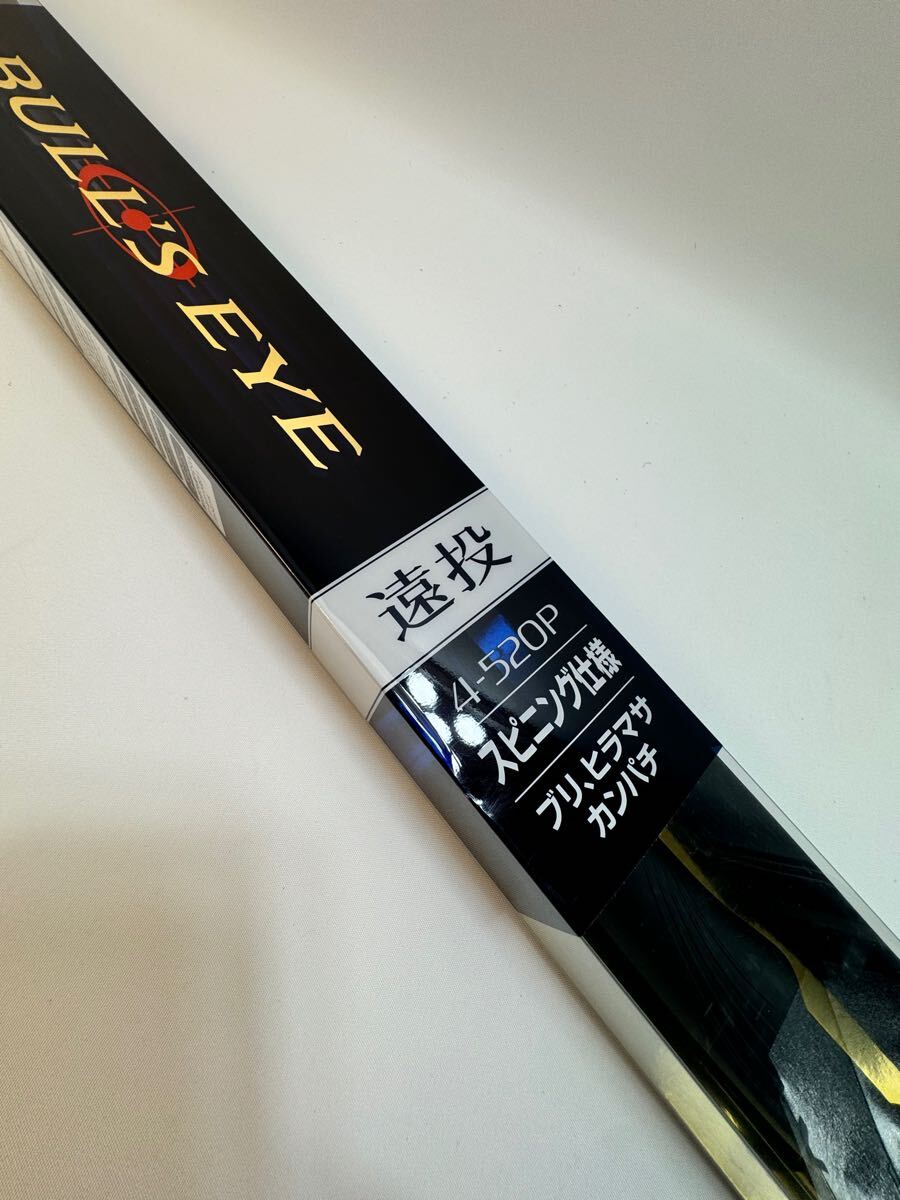 BULL'S EYE
遠投
4-520P
スピニング仕様
ブリ、ヒラマサ
カンパチ